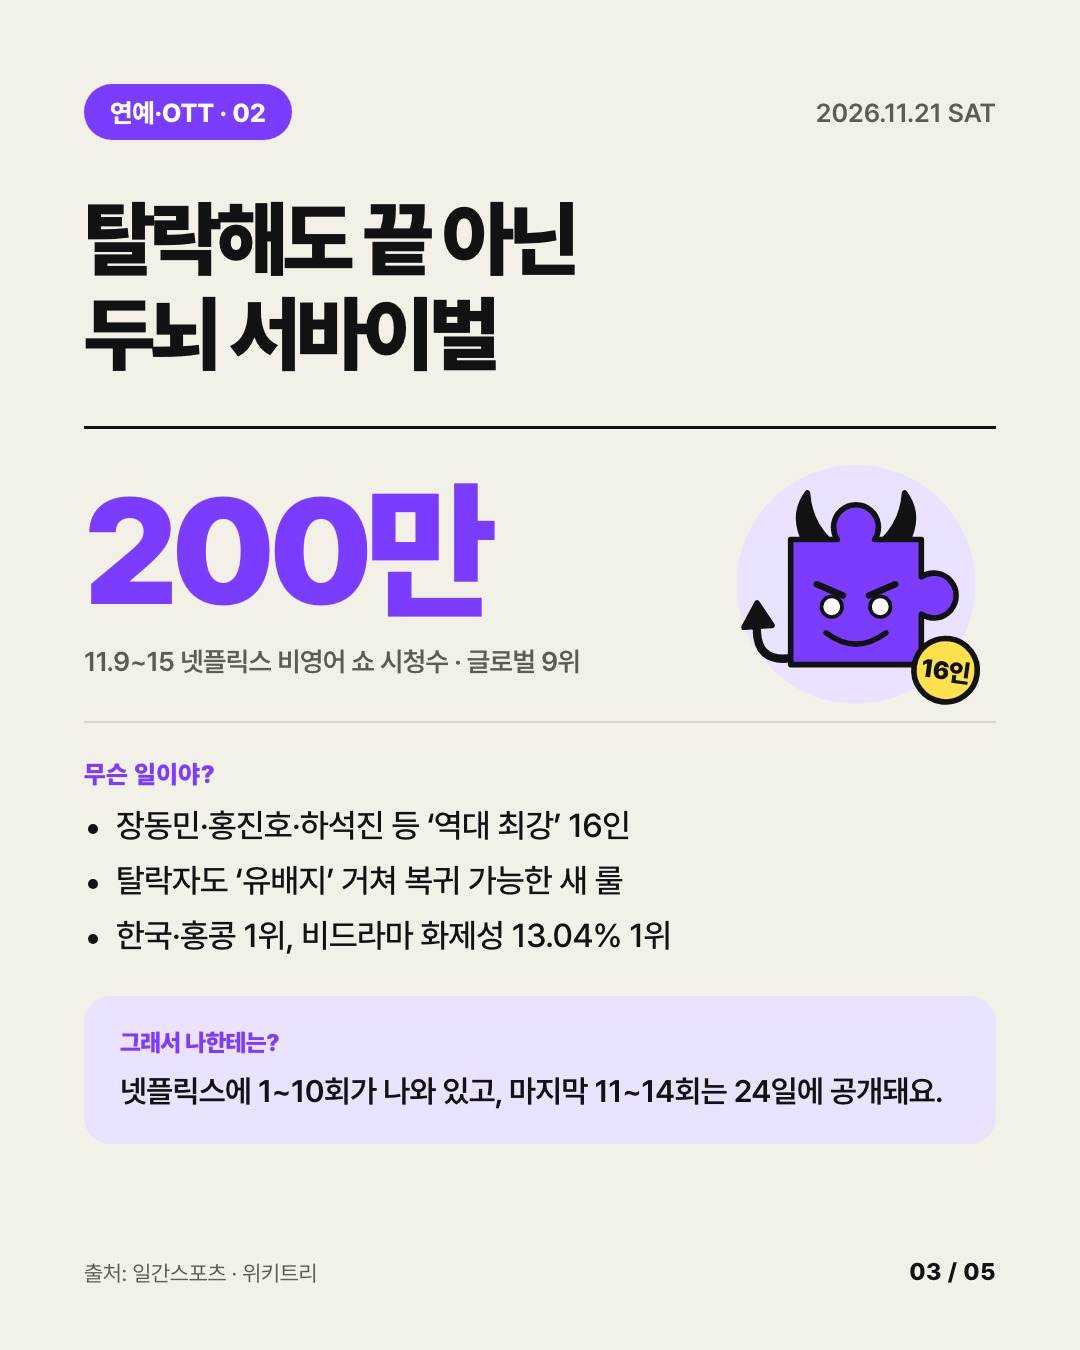 연예·OTT · 02
2026.11.21 SAT
탈락해도 끝 아닌
두뇌 서바이벌
200만
11.9~15 넷플릭스 비영어 쇼 시청수 · 글로벌 9위
16인
무슨 일이야?
• 장동민·홍진호·하석진 등 ‘역대 최강’ 16인
• 탈락자도 ‘유배지’ 거쳐 복귀 가능한 새 룰
• 한국·홍콩 1위, 비드라마 화제성 13.04% 1위
그래서 나한테는?
넷플릭스에 1~10회가 나와 있고, 마지막 11~14회는 24일에 공개돼요.
출처: 일간스포츠 · 위키트리
03 / 05